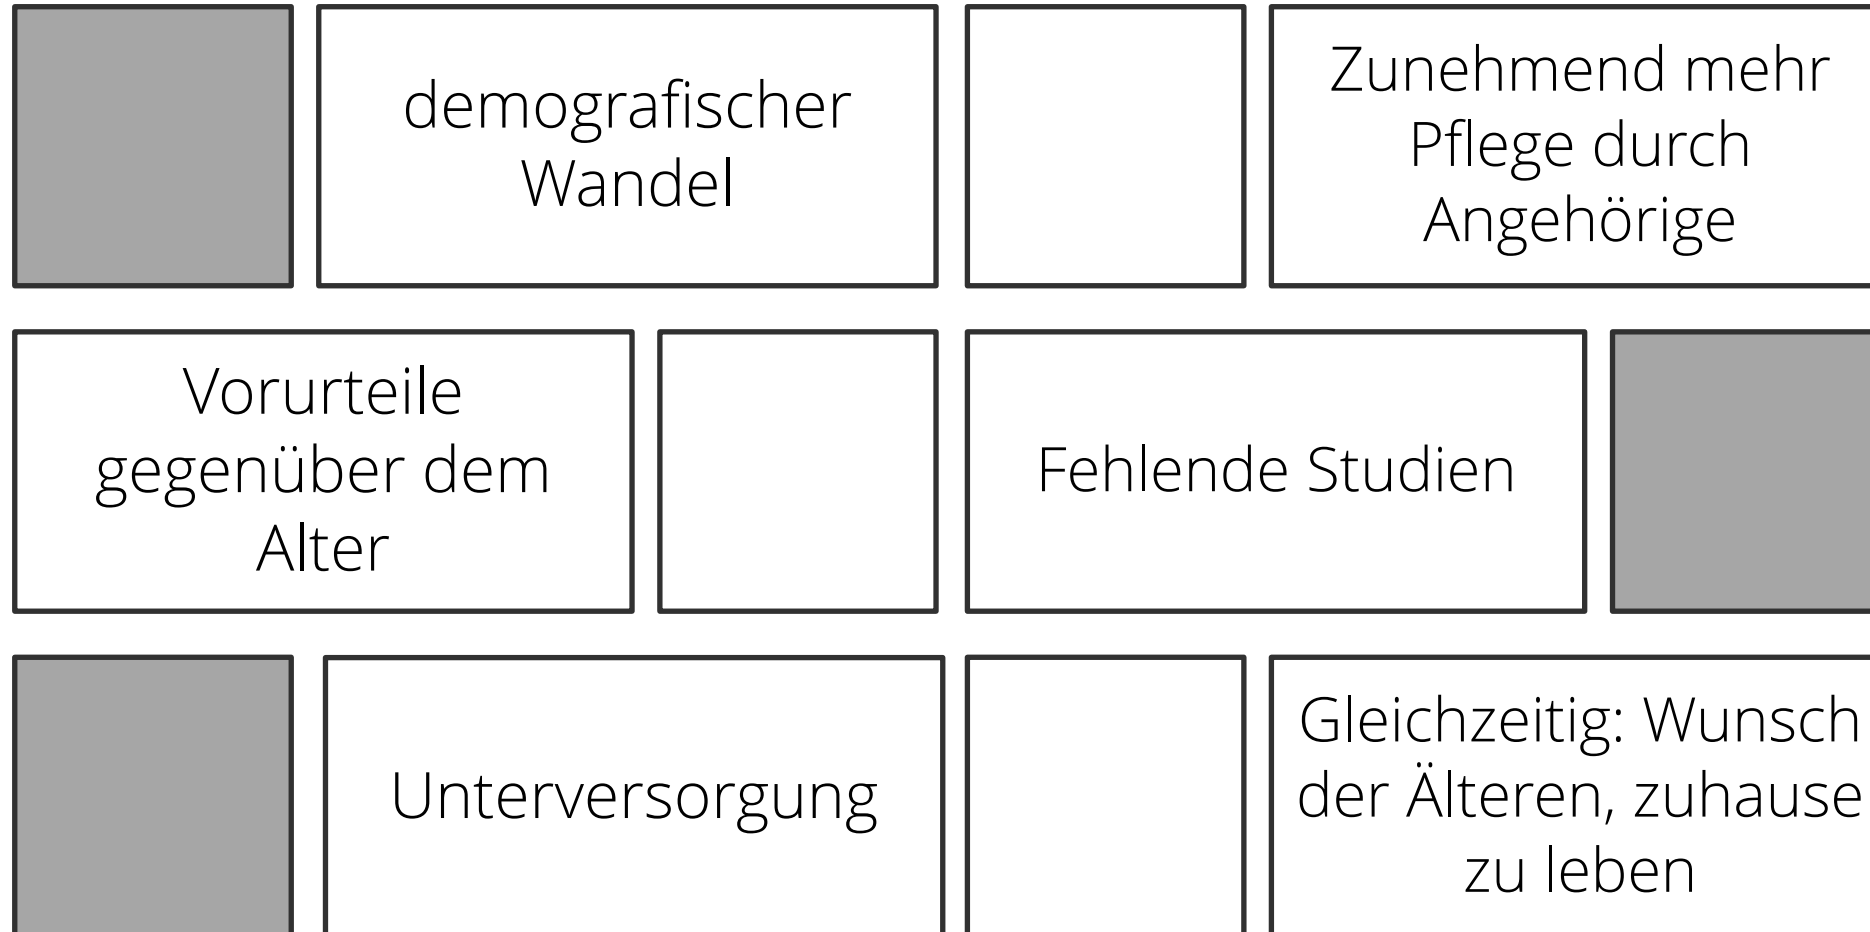 demografischer
Wandel
Zunehmend mehr
Pflege durch
Angehörige
Vorurteile
gegenüber dem
Alter
Fehlende Studien
Unterversorgung
Gleichzeitig: Wunsch
der Älteren, zuhause
zu leben